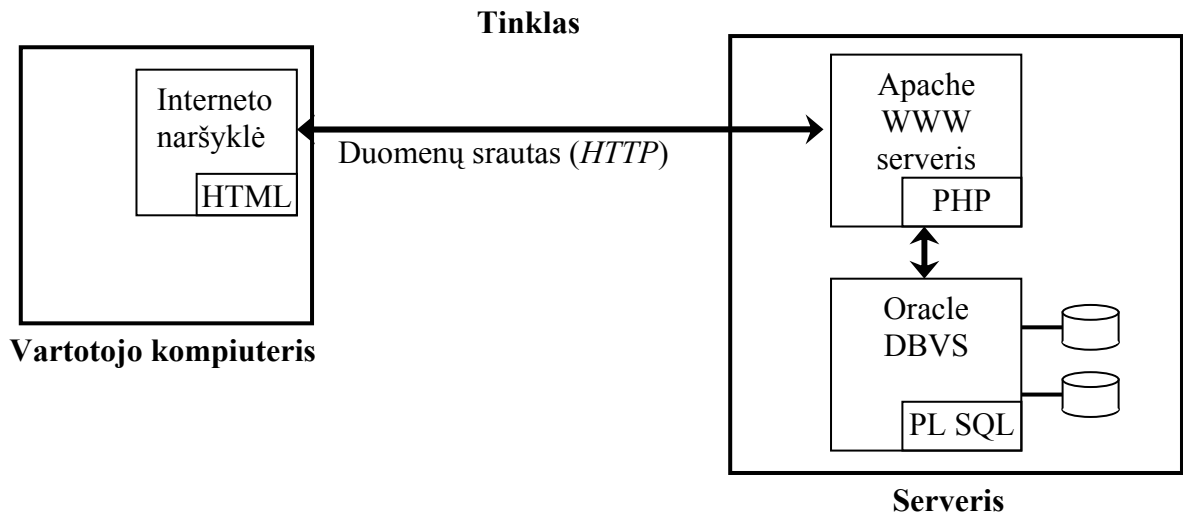 Tinklas
Interneto
naršyklė
HTML
Vartotojo kompiuteris
Duomenų srautas (HTTP)
Apache
WWW
serveris
PHP
Oracle
DBVS
PL SQL
Serveris